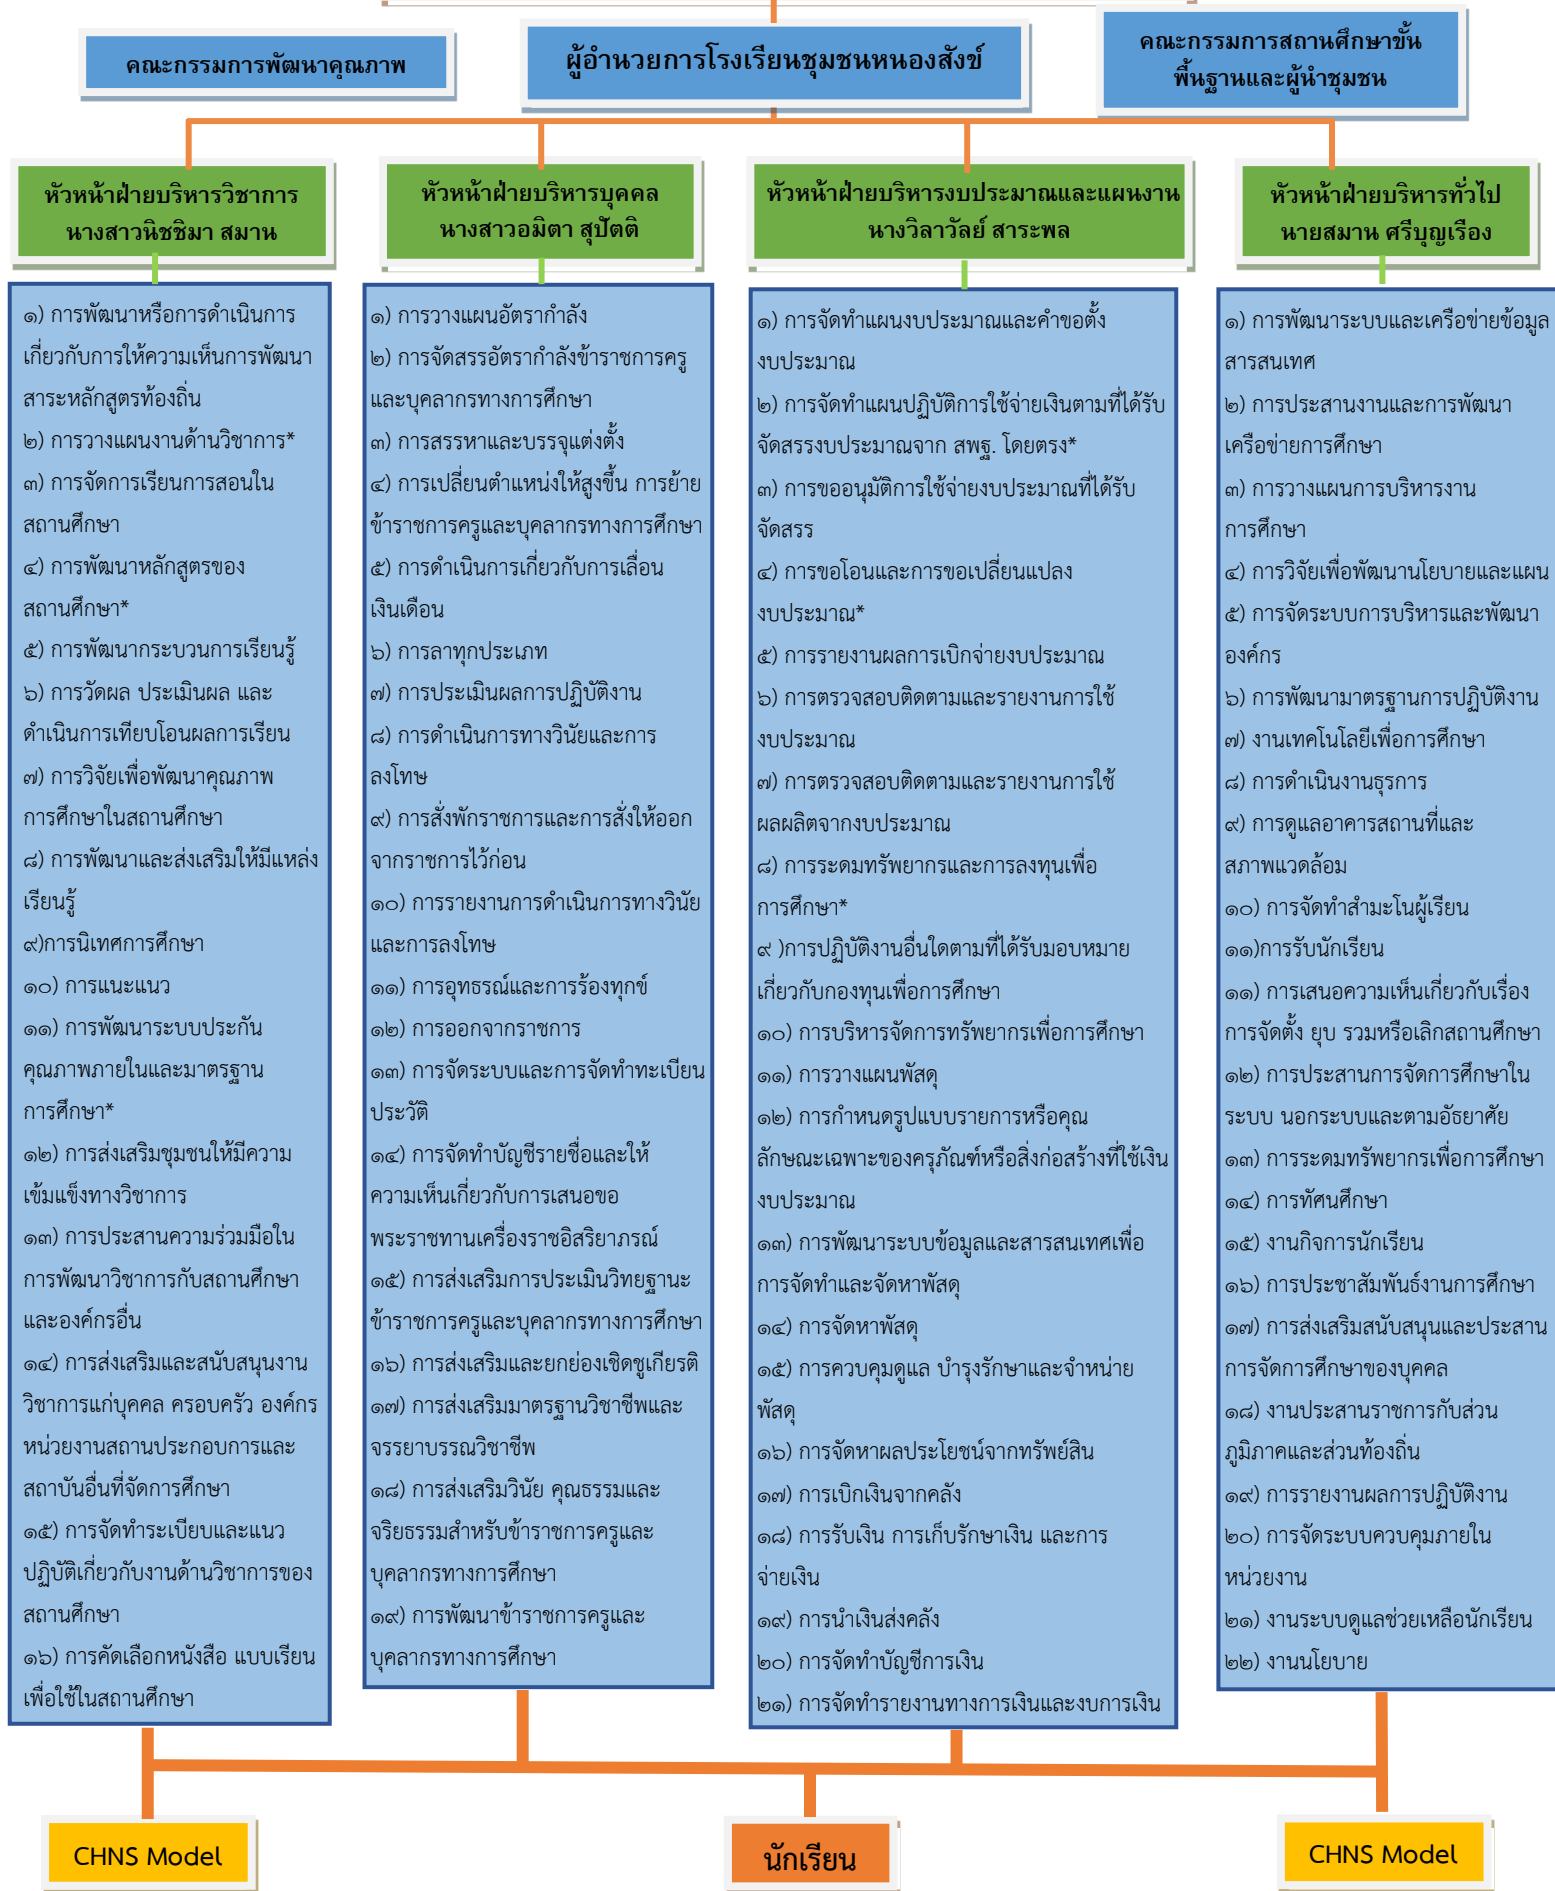 คณะกรรมการพัฒนาคุณภาพ
ผู้อำนวยการโรงเรียนชุมชนหนองสังข์
คณะกรรมการสถานศึกษาขั้น
พื้นฐานและผู้นำชุมชน
หัวหน้าฝ่ายบริหารวิชาการ
นางสาวนิชชิมา สมาน
หัวหน้าฝ่ายบริหารบุคคล
นางสาวอมิตา สุปัตติ
หัวหน้าฝ่ายบริหารงบประมาณและแผนงาน
นางวิลาวัลย์ สาระพล
หัวหน้าฝ่ายบริหารทั่วไป
นายสมาน ศรีบุญเรือง
๑) การพัฒนาหรือการดำเนินการ
เกี่ยวกับการให้ความเห็นการพัฒนา
สาระหลักสูตรท้องถิ่น
๒) การวางแผนงานด้านวิชาการ*
๓) การจัดการเรียนการสอนใน
สถานศึกษา
๔) การพัฒนาหลักสูตรของ
สถานศึกษา*
๕) การพัฒนากระบวนการเรียนรู้
๖) การวัดผล ประเมินผล และ
ดำเนินการเทียบโอนผลการเรียน
๗) การวิจัยเพื่อพัฒนาคุณภาพ
การศึกษาในสถานศึกษา
๘) การพัฒนาและส่งเสริมให้มีแหล่ง
เรียนรู้
๙)การนิเทศการศึกษา
๑๐) การแนะแนว
๑๑) การพัฒนาระบบประกัน
คุณภาพภายในและมาตรฐาน
การศึกษา*
๑๒) การส่งเสริมชุมชนให้มีความ
เข้มแข็งทางวิชาการ
๑๓) การประสานความร่วมมือใน
การพัฒนาวิชาการกับสถานศึกษา
และองค์กรอื่น
๑๔) การส่งเสริมและสนับสนุนงาน
วิชาการแก่บุคคล ครอบครัว องค์กร
หน่วยงานสถานประกอบการและ
สถาบันอื่นที่จัดการศึกษา
๑๕) การจัดทำระเบียบและแนว
ปฏิบัติเกี่ยวกับงานด้านวิชาการของ
สถานศึกษา
๑๖) การคัดเลือกหนังสือ แบบเรียน
เพื่อใช้ในสถานศึกษา
๑) การวางแผนอัตรากำลัง
๒) การจัดสรรอัตรากำลังข้าราชการครู
และบุคลากรทางการศึกษา
๓) การสรรหาและบรรจุแต่งตั้ง
๔) การเปลี่ยนตำแหน่งให้สูงขึ้น การย้าย
ข้าราชการครูและบุคลากรทางการศึกษา
๕) การดำเนินการเกี่ยวกับการเลื่อน
เงินเดือน
๖) การลาทุกประเภท
๗) การประเมินผลการปฏิบัติงาน
๘) การดำเนินการทางวินัยและการ
ลงโทษ
๙) การสั่งพักราชการและการสั่งให้ออก
จากราชการไว้ก่อน
๑๐) การรายงานการดำเนินการทางวินัย
และการลงโทษ
๑๑) การอุทธรณ์และการร้องทุกข์
๑๒) การออกจากราชการ
๑๓) การจัดระบบและการจัดทำทะเบียน
ประวัติ
๑๔) การจัดทำบัญชีรายชื่อและให้
ความเห็นเกี่ยวกับการเสนอขอ
พระราชทานเครื่องราชอิสริยาภรณ์
๑๕) การส่งเสริมการประเมินวิทยฐานะ
ข้าราชการครูและบุคลากรทางการศึกษา
๑๖) การส่งเสริมและยกย่องเชิดชูเกียรติ
๑๗) การส่งเสริมมาตรฐานวิชาชีพและ
จรรยาบรรณวิชาชีพ
๑๘) การส่งเสริมวินัย คุณธรรมและ
จริยธรรมสำหรับข้าราชการครูและ
บุคลากรทางการศึกษา
๑๙) การพัฒนาข้าราชการครูและ
บุคลากรทางการศึกษา
๑) การจัดทำแผนงบประมาณและคำขอตั้ง
งบประมาณ
๒) การจัดทำแผนปฏิบัติการใช้จ่ายเงินตามที่ได้รับ
จัดสรรงบประมาณจาก สพฐ. โดยตรง*
๓) การขออนุมัติการใช้จ่ายงบประมาณที่ได้รับ
จัดสรร
๔) การขอโอนและการขอเปลี่ยนแปลง
งบประมาณ*
๕) การรายงานผลการเบิกจ่ายงบประมาณ
๖) การตรวจสอบติดตามและรายงานการใช้
งบประมาณ
๗) การตรวจสอบติดตามและรายงานการใช้
ผลผลิตจากงบประมาณ
๘) การระดมทรัพยากรและการลงทุนเพื่อ
การศึกษา*
๙ )การปฏิบัติงานอื่นใดตามที่ได้รับมอบหมาย
เกี่ยวกับกองทุนเพื่อการศึกษา
๑๐) การบริหารจัดการทรัพยากรเพื่อการศึกษา
๑๑) การวางแผนพัสดุ
๑๒) การกำหนดรูปแบบรายการหรือคุณ
ลักษณะเฉพาะของครุภัณฑ์หรือสิ่งก่อสร้างที่ใช้เงิน
งบประมาณ
๑๓) การพัฒนาระบบข้อมูลและสารสนเทศเพื่อ
การจัดทำและจัดหาพัสดุ
๑๔) การจัดหาพัสดุ
๑๕) การควบคุมดูแล บำรุงรักษาและจำหน่าย
พัสดุ
๑๖) การจัดหาผลประโยชน์จากทรัพย์สิน
๑๗) การเบิกเงินจากคลัง
๑๘) การรับเงิน การเก็บรักษาเงิน และการ
จ่ายเงิน
๑๙) การนำเงินส่งคลัง
๒๐) การจัดทำบัญชีการเงิน
๒๑) การจัดทำรายงานทางการเงินและงบการเงิน
๑) การพัฒนาระบบและเครือข่ายข้อมูล
สารสนเทศ
๒) การประสานงานและการพัฒนา
เครือข่ายการศึกษา
๓) การวางแผนการบริหารงาน
การศึกษา
๔) การวิจัยเพื่อพัฒนานโยบายและแผน
๕) การจัดระบบการบริหารและพัฒนา
องค์กร
๖) การพัฒนามาตรฐานการปฏิบัติงาน
๗) งานเทคโนโลยีเพื่อการศึกษา
๘) การดำเนินงานธุรการ
๙) การดูแลอาคารสถานที่และ
สภาพแวดล้อม
๑๐) การจัดทำสำมะโนผู้เรียน
๑๑)การรับนักเรียน
๑๑) การเสนอความเห็นเกี่ยวกับเรื่อง
การจัดตั้ง ยุบ รวมหรือเลิกสถานศึกษา
๑๒) การประสานการจัดการศึกษาใน
ระบบ นอกระบบและตามอัธยาศัย
๑๓) การระดมทรัพยากรเพื่อการศึกษา
๑๔) การทัศนศึกษา
๑๕) งานกิจการนักเรียน
๑๖) การประชาสัมพันธ์งานการศึกษา
๑๗) การส่งเสริมสนับสนุนและประสาน
การจัดการศึกษาของบุคคล
๑๘) งานประสานราชการกับส่วน
ภูมิภาคและส่วนท้องถิ่น
๑๙) การรายงานผลการปฏิบัติงาน
๒๐) การจัดระบบควบคุมภายใน
หน่วยงาน
๒๑) งานระบบดูแลช่วยเหลือนักเรียน
๒๒) งานนโยบาย
CHNS Model
นักเรียน
CHNS Model